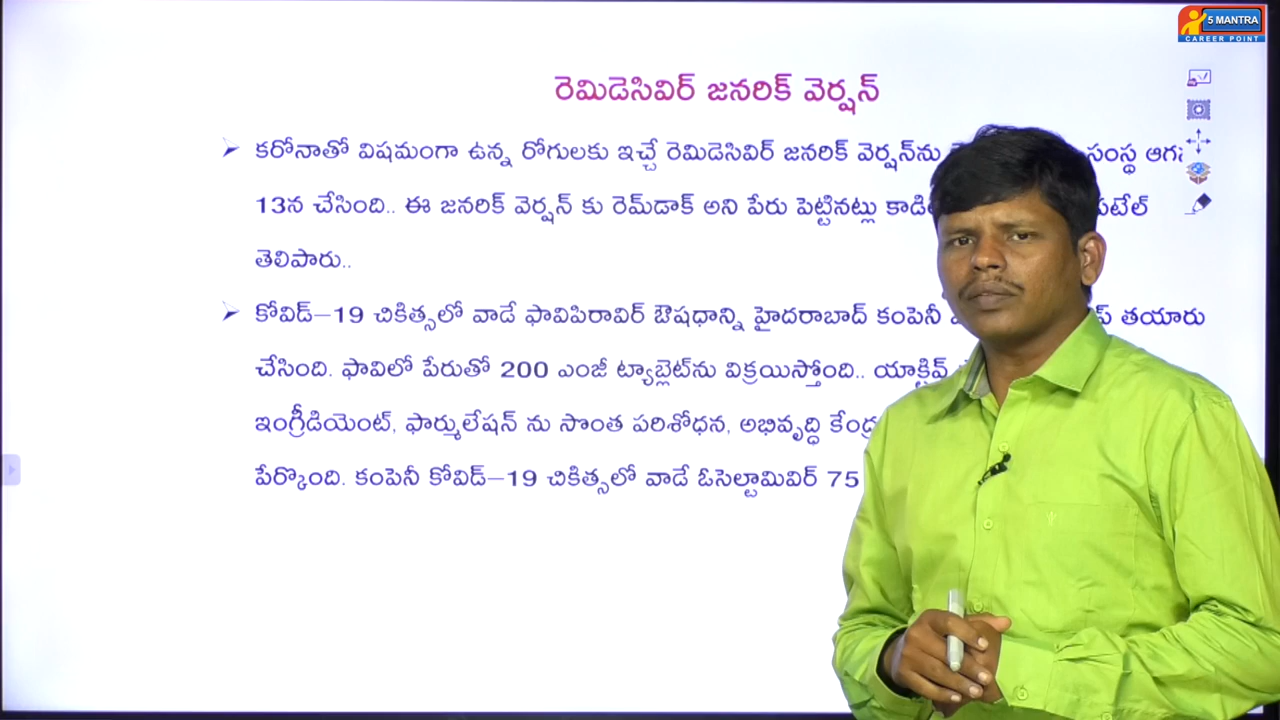 5 MANTRA
CAREER POINT
రెమిడెసివిర్ జనరిక్ వెర్షన్
కరోనాతో విషమంగా ఉన్న రోగులకు ఇచ్చే రెమిడెసివిర్ జనరిక్ వెర్షన్‌ను సంస్థ
13న చేసింది.. ఈ జనరిక్ వెర్షన్ కు రెమ్‌డాక్ అని పేరు పెట్టినట్లు పటేల్
తెలిపారు..
కోవిడ్–19 చికిత్సలో వాడే ఫావిపిరావిర్ ఔషధాన్ని హైదరాబాద్ కంపెనీ తయారు
చేసింది. ఫావిలో పేరుతో 200 ఎంజీ ట్యాబ్లెట్‌ను విక్రయిస్తోంది.. యాక్టివ్
ఇంగ్రీడియెంట్, ఫార్ములేషన్ ను సొంత పరిశోధన, అభివృద్ధి
పేర్కొంది. కంపెనీ కోవిడ్–19 చికిత్సలో వాడే ఓసెల్టామివిర్ 75